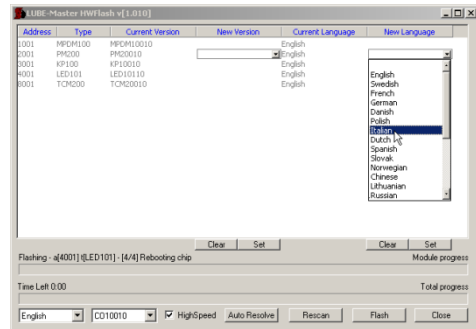 LUBE-Master HWFlash v[1.010]
Address Type Current Version New Version Current Language New Language
1001 MPDM100 MPDM10010 English
2001 PM200 PM20010 English
3001 KP100 KP10010 English
4001 LED101 LED10110 English
8001 TCM200 TCM20010 English
English
Swedish
French
German
Danish
Polish
Italian
Dutch
Spanish
Slovak
Norwegian
Chinese
Lithuanian
Russian
Clear Set Clear Set
Flashing - a[4001] t[LED101] - [4/4] Rebooting chip Module progress
Time Left 0:00 Total progress
English CO10010 HighSpeed Auto Resolve Rescan Flash Close